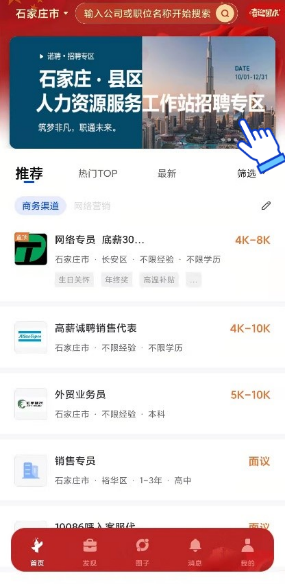 石家庄市
输入公司或职位名称开始搜索
诺聘·招聘专区
石家庄·县区
人力资源服务工作站招聘专区
DATE
10/01-12/31
筑梦非凡，职通未来。
推荐
热门TOP
最新
筛选
商务渠道
网络营销
网络专员 底薪30...
4K-8K
石家庄市 · 长安区 · 不限经验 · 不限学历
生日关怀
年终奖
高温补贴
...
高薪诚聘销售代表
4K-10K
石家庄市 · 不限经验 · 不限学历
外贸业务员
5K-10K
石家庄市 · 不限经验 · 本科
销售专员
面议
石家庄市 · 裕华区 · 1-3年 · 高中
10086呼入客服代
面议
首页
发现
圈子
消息
我的